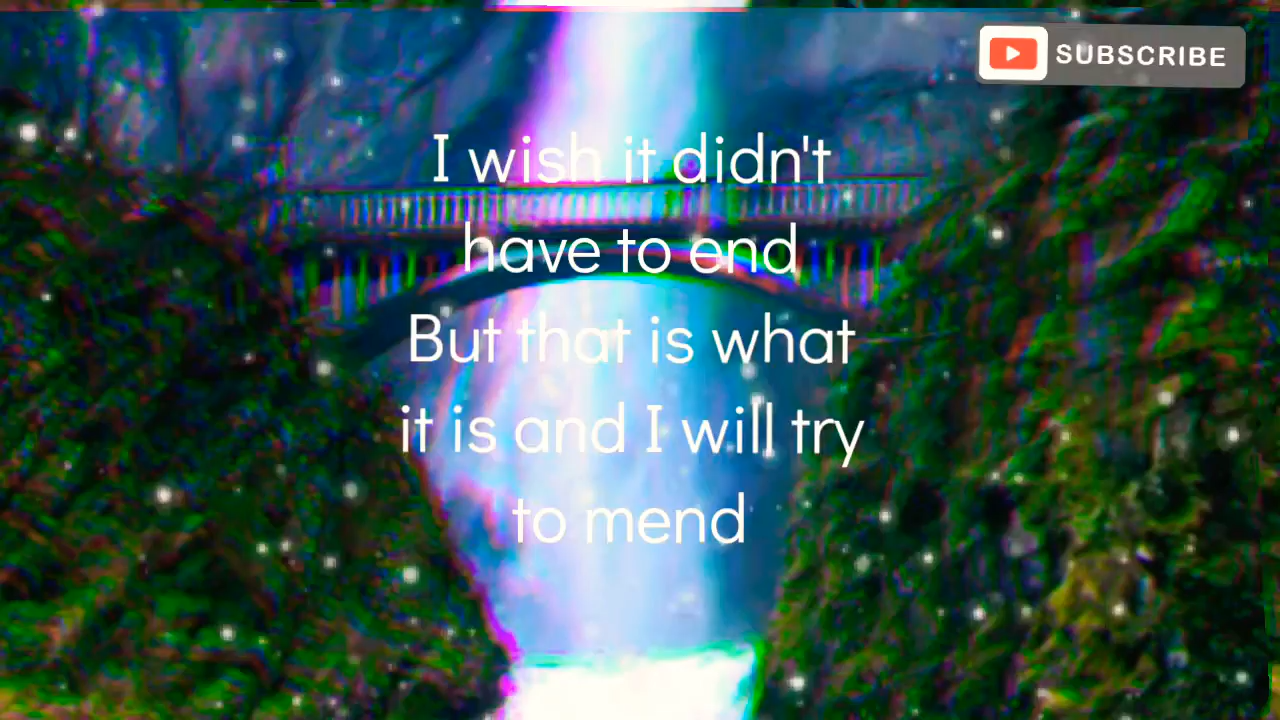 SUBSCRIBE
I wish it didn't
have to end
But that is what
it is and I will try
to mend